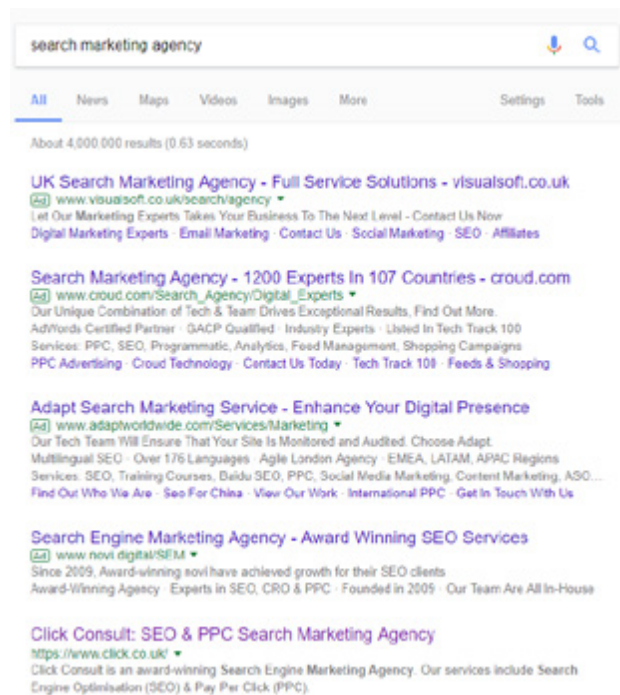 search marketing agency
All News Maps Videos Images More Settings Tools
About 4,000,000 results (0.63 seconds)
UK Search Marketing Agency - Full Service Solutions - visualsoft.co.uk
Ad www.visualsoft.co.uk/search/agency
Let Our Marketing Experts Takes Your Business To The Next Level - Contact Us Now
Digital Marketing Experts · Email Marketing · Contact Us · Social Marketing · SEO · Affiliates
Search Marketing Agency - 1200 Experts In 107 Countries - croud.com
Ad www.croud.com/Search_Agency/Digital_Experts
Our Unique Combination of Tech & Team Drives Exceptional Results, Find Out More.
AdWords Certified Partner · GACP Qualified · Industry Experts · Listed In Tech Track 100
Services: PPC, SEO, Programmatic, Analytics, Feed Management, Shopping Campaigns
PPC Advertising · Croud Technology · Contact Us Today · Tech Track 100 · Feeds & Shopping
Adapt Search Marketing Service - Enhance Your Digital Presence
Ad www.adaptworldwide.com/Services/Marketing
Our Tech Team Will Ensure That Your Site Is Monitored and Audited. Choose Adapt.
Multilingual SEO · Over 176 Languages · Agile London Agency · EMEA, LATAM, APAC Regions
Services: SEO, Training Courses, Baidu SEO, PPC, Social Media Marketing, Content Marketing, ASO...
Find Out Who We Are · Seo For China · View Our Work · International PPC · Get In Touch With Us
Search Engine Marketing Agency - Award Winning SEO Services
Ad www.novi.digital/SEM
Since 2009, Award-winning novi have achieved growth for their SEO clients
Award-Winning Agency · Experts in SEO, CRO & PPC · Founded in 2009 · Our Team Are All In-House
Click Consult: SEO & PPC Search Marketing Agency
https://www.click.co.uk/
Click Consult is an award-winning Search Engine Marketing Agency. Our services include Search
Engine Optimisation (SEO) & Pay Per Click (PPC).